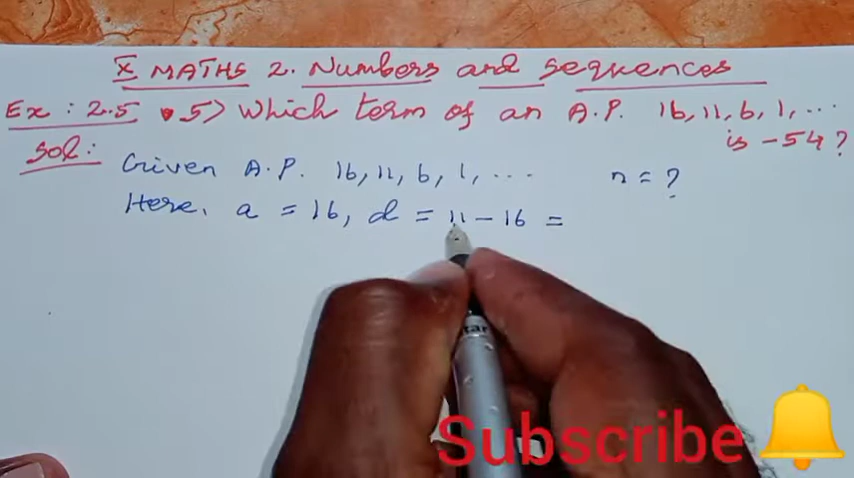 X MATHS 2. Numbers and sequences
Ex : 2.5 5) Which term of an A.P. 16, 11, 6, 1, ...
is -54 ?
Sol: Given A.P. 16, 11, 6, 1, ... n = ?
Here, a = 16, d = 11 - 16 =
tar
Subscribe